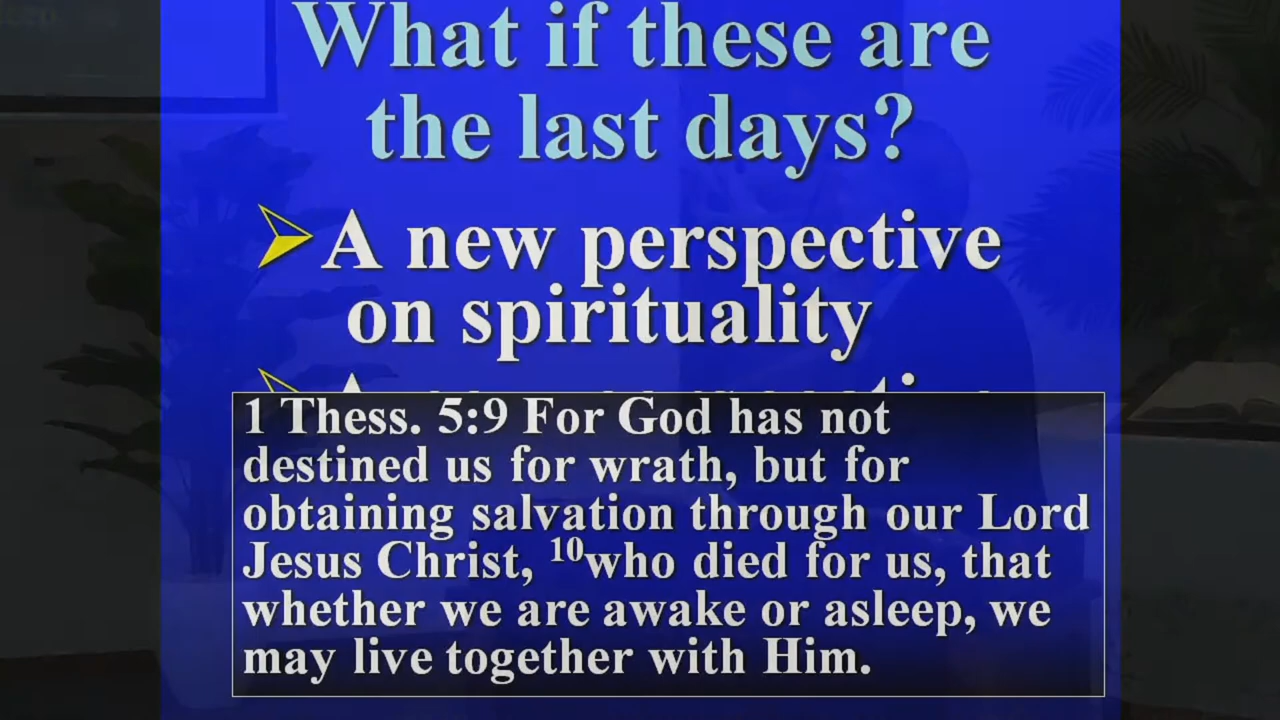 What if these are
the last days?
A new perspective
on spirituality
1 Thess. 5:9 For God has not
destined us for wrath, but for
obtaining salvation through our Lord
Jesus Christ, ¹⁰who died for us, that
whether we are awake or asleep, we
may live together with Him.